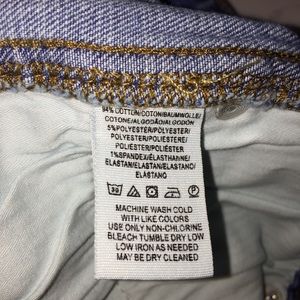 94% COTTON/COTON/BAUMWOLLE/
COTONE/ALGODÃO/ALGODÓN
5%POLYESTER/POLYESTER/
POLYESTER/POLIESTERE/
POLIÉSTER/POLIÉSTER
1%SPANDEX/ÉLASTHANNE/
ELASTAN/ELASTAN/ELASTANO/
ELASTANO
MACHINE WASH COLD
WITH LIKE COLORS
USE ONLY NON-CHLORINE
BLEACH TUMBLE DRY LOW
LOW IRON AS NEEDED
MAY BE DRY CLEANED